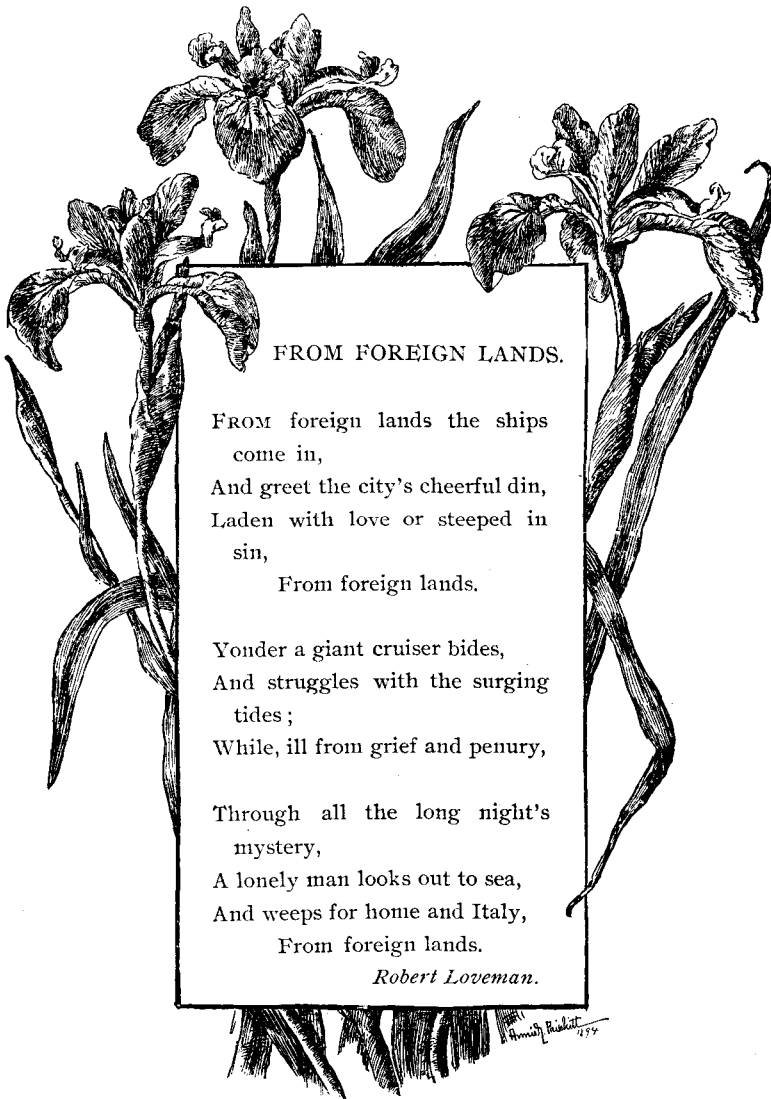 FROM FOREIGN LANDS.
FROM foreign lands the ships
come in,
And greet the city's cheerful din,
Laden with love or steeped in
sin,
From foreign lands.
Yonder a giant cruiser bides,
And struggles with the surging
tides ;
While, ill from grief and penury,
Through all the long night's
mystery,
A lonely man looks out to sea,
And weeps for home and Italy,
From foreign lands.
Robert Loveman.
1894